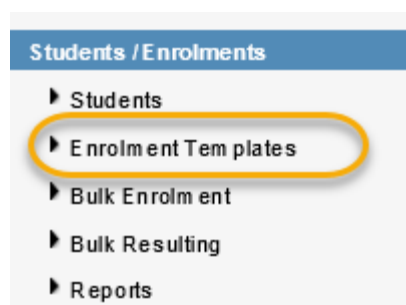 Students / Enrolments
Students
Enrolment Templates
Bulk Enrolment
Bulk Resulting
Reports